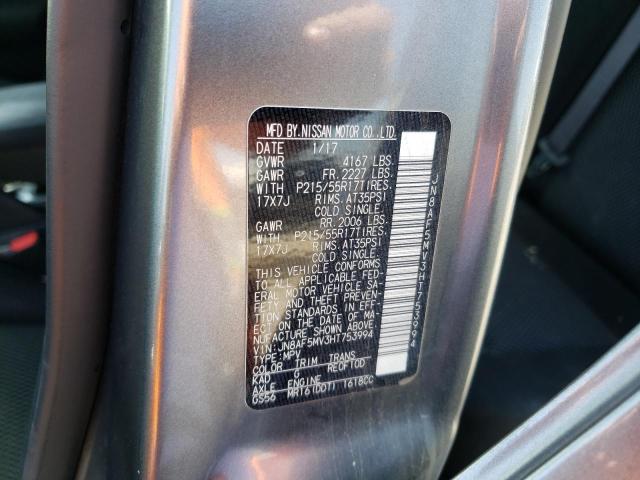 MFD BY.NISSAN MOTOR CO.,LTD.
DATE 1/17
GVWR 4167 LBS.
GAWR FR. 2227 LBS.
WITH P215/55R17TIRES.
17X7J RIMS. AT35PSI
COLD SINGLE.
GAWR RR. 2006 LBS.
WITH P215/55R17TIRES.
17X7J RIMS. AT35PSI
COLD SINGLE.
THIS VEHICLE CONFORMS
TO ALL APPLICABLE FED-
ERAL MOTOR VEHICLE SA-
FETY AND THEFT PREVEN-
TION STANDARDS IN EFF-
ECT ON THE DATE OF MA-
NUFACTURE SHOWN ABOVE.
VIN:JN8AF5MV3HT753994
TYPE:MPV
COLOR TRIM TRANS
KAD G RE0F10D
AXLE ENGINE
GS56 MR16(DDT) 1618CC
JN8AF5MV3HT753994